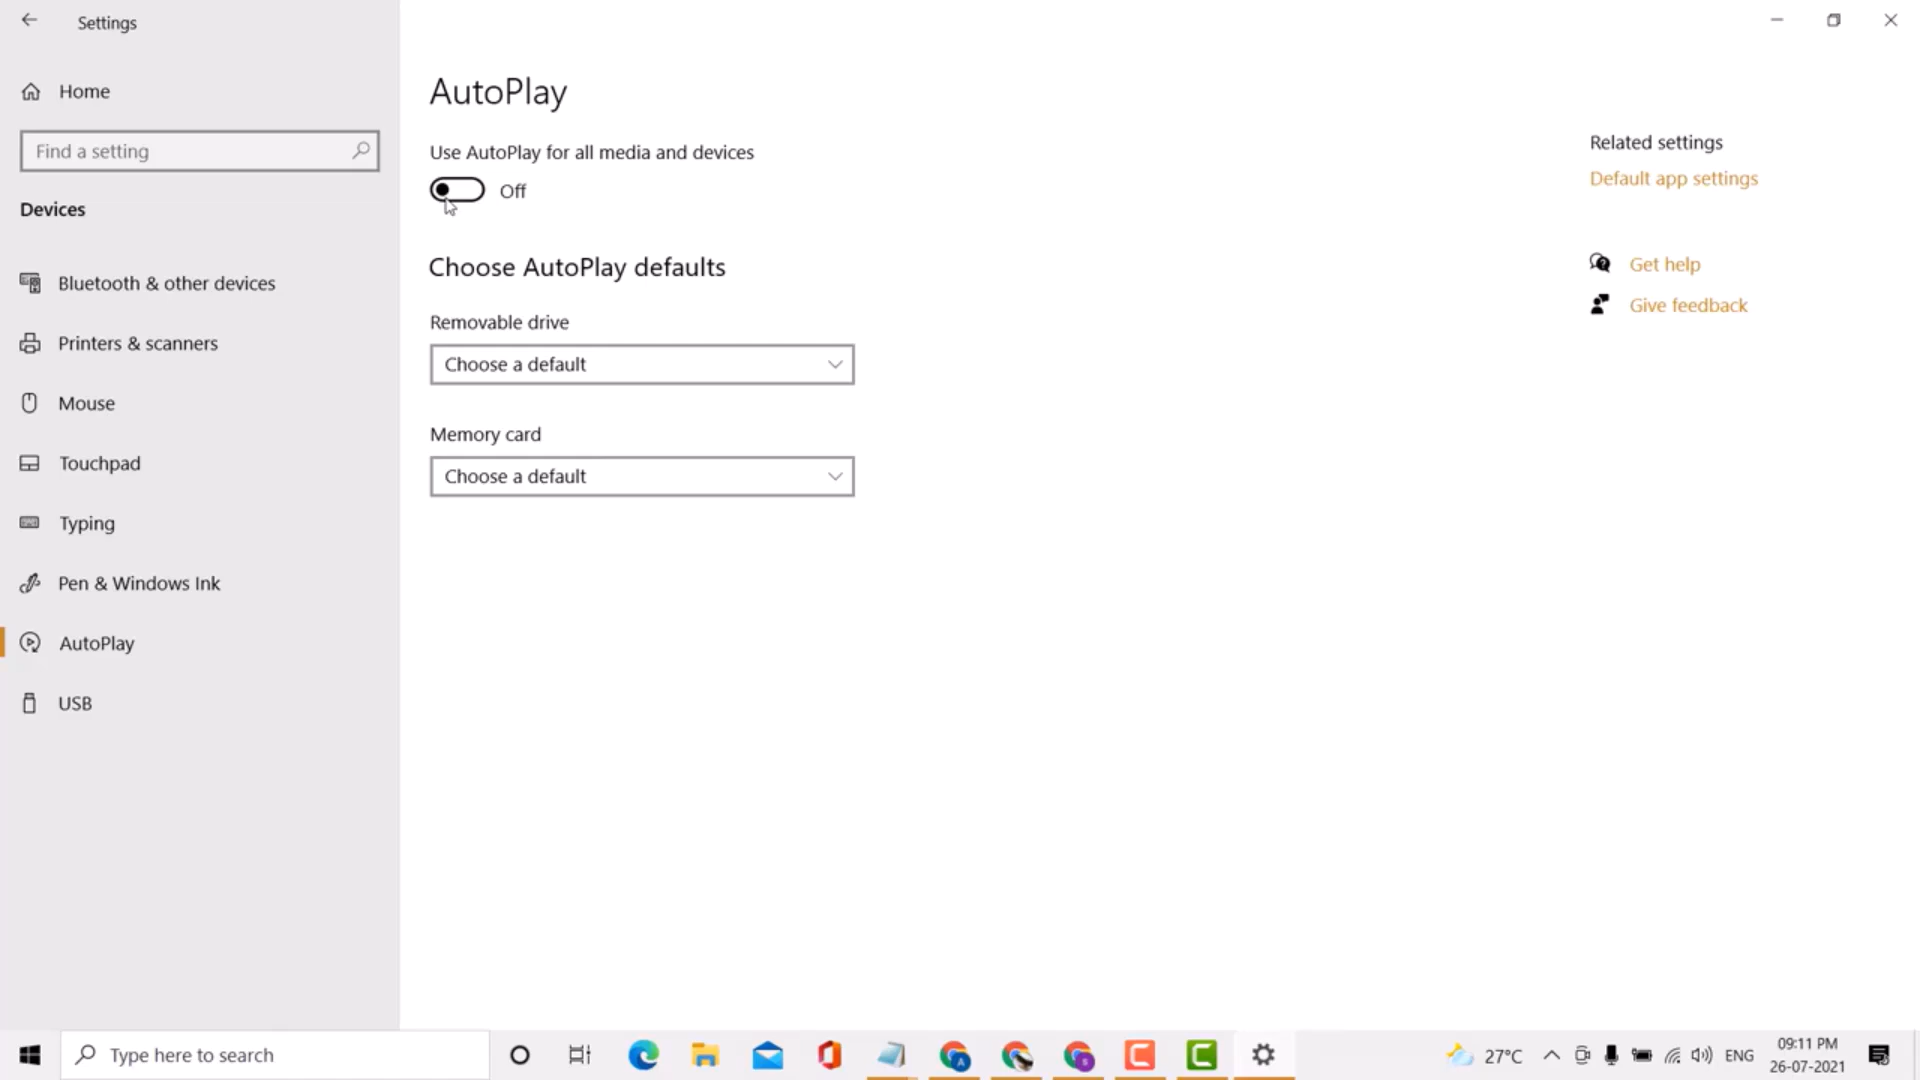 Settings
Home
Find a setting
Devices
Bluetooth & other devices
Printers & scanners
Mouse
Touchpad
Typing
Pen & Windows Ink
AutoPlay
USB
AutoPlay
Use AutoPlay for all media and devices
Off
Choose AutoPlay defaults
Removable drive
Choose a default
Memory card
Choose a default
Related settings
Default app settings
Get help
Give feedback
Type here to search
A
S
27°C
ENG
09:11 PM
26-07-2021